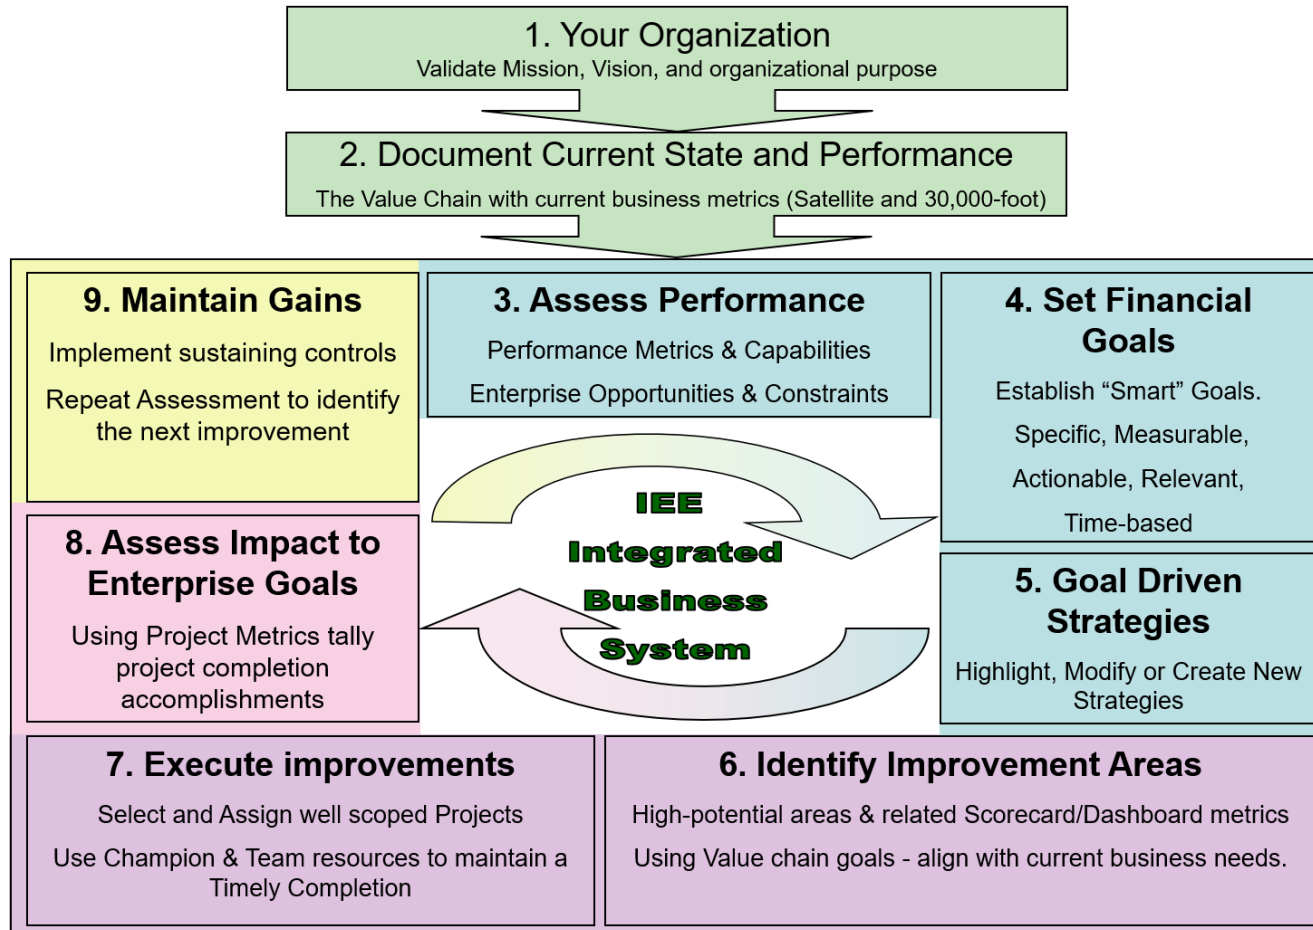 1. Your Organization
Validate Mission, Vision, and organizational purpose
2. Document Current State and Performance
The Value Chain with current business metrics (Satellite and 30,000-foot)
3. Assess Performance
Performance Metrics & Capabilities
Enterprise Opportunities & Constraints
4. Set Financial
Goals
Establish “Smart” Goals.
Specific, Measurable,
Actionable, Relevant,
Time-based
5. Goal Driven
Strategies
Highlight, Modify or Create New
Strategies
6. Identify Improvement Areas
High-potential areas & related Scorecard/Dashboard metrics
Using Value chain goals - align with current business needs.
7. Execute improvements
Select and Assign well scoped Projects
Use Champion & Team resources to maintain a
Timely Completion
8. Assess Impact to
Enterprise Goals
Using Project Metrics tally
project completion
accomplishments
9. Maintain Gains
Implement sustaining controls
Repeat Assessment to identify
the next improvement
IEE
Integrated
Business
System